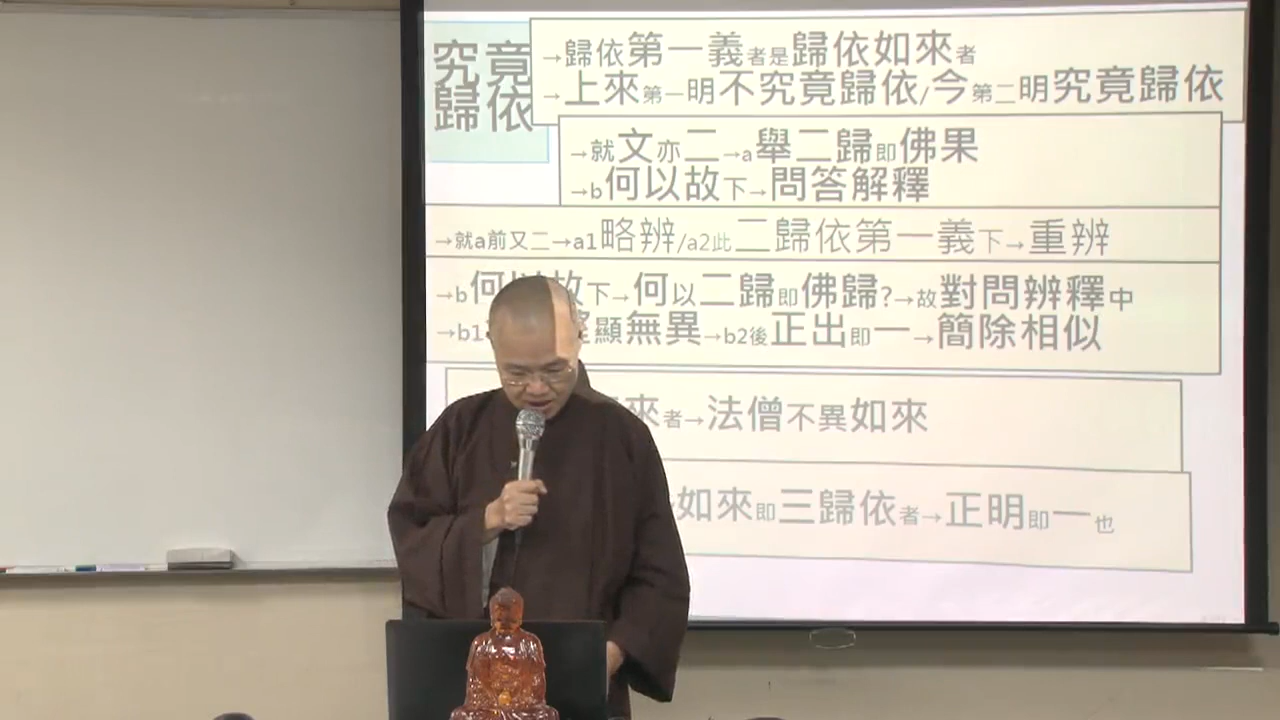 究竟
歸依
→歸依第一義者是歸依如來者
→上來第一明不究竟歸依/今第二明究竟歸依
→就文亦二→a舉二歸即佛果
→b何以故下→問答解釋
→就a前又二→a1略辨/a2此二歸依第一義下→重辨
→b何以故下→何以二歸即佛歸?→故對問辨釋中
→b1 顯無異→b2後正出即一→簡除相似
來者→法僧不異如來
如來即三歸依者→正明即一也